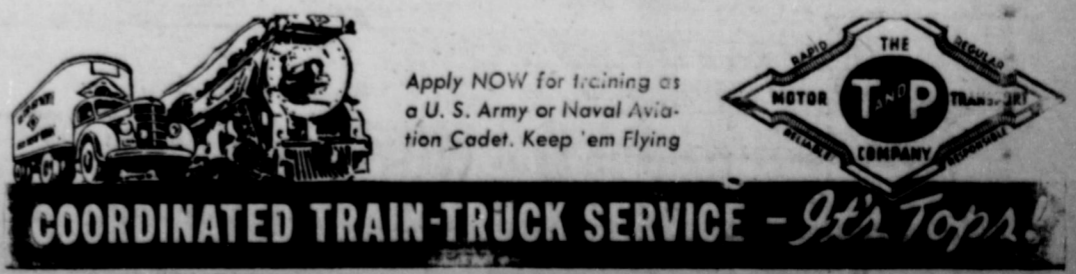 Apply NOW for training as
a U. S. Army or Naval Avia-
tion Cadet. Keep 'em Flying
RAPID
THE
REGULAR
MOTOR
T AND P
TRANSPORT
RELIABLE
COMPANY
RESPONSIBLE
COORDINATED TRAIN-TRUCK SERVICE – It's Tops!